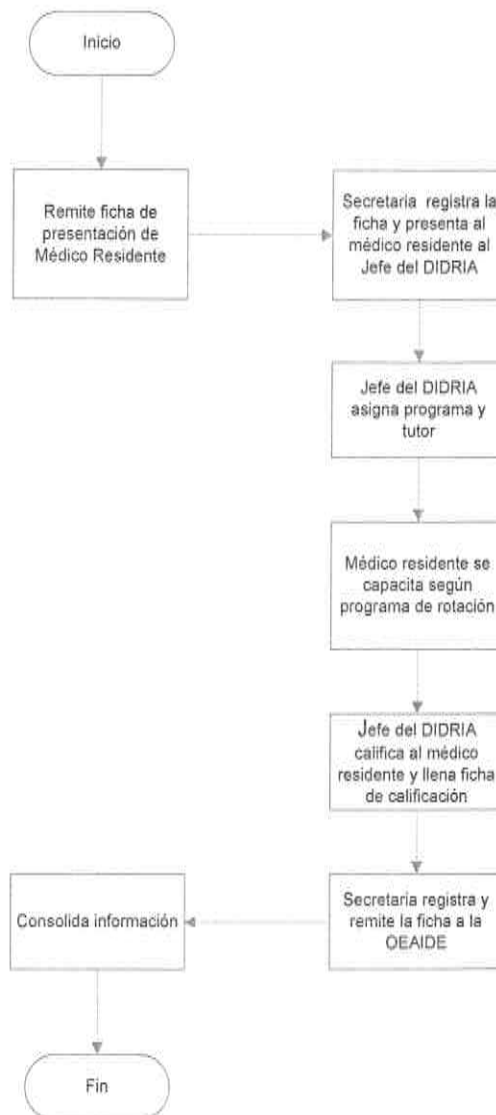 Inicio
Remite ficha de
presentación de
Médico Residente
Secretaria registra la
ficha y presenta al
médico residente al
Jefe del DIDRIA
Jefe del DIDRIA
asigna programa y
tutor
Médico residente se
capacita según
programa de rotación
Jefe del DIDRIA
califica al médico
residente y llena ficha
de calificación
Secretaria registra y
remite la ficha a la
OEAIDE
Consolida información
Fin